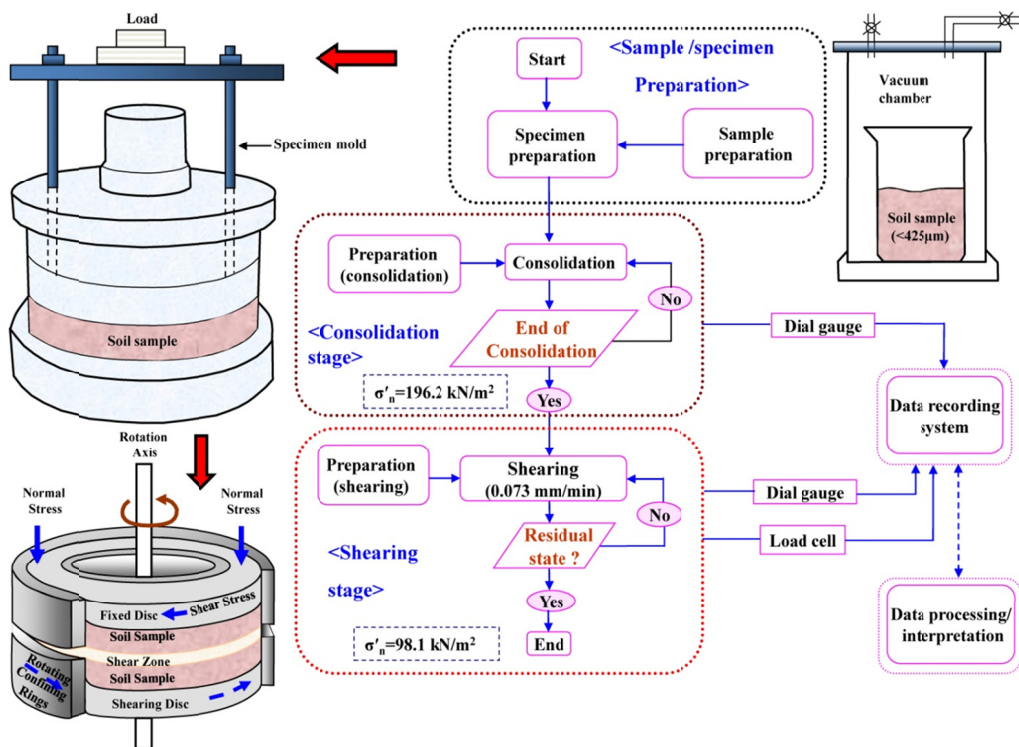 Load
Specimen mold
Soil sample
Start
<Sample /specimen
Preparation>
Specimen
preparation
Sample
preparation
Vacuum
chamber
Soil sample
(<425μm)
Preparation
(consolidation)
Consolidation
No
End of
Consolidation
<Consolidation
stage>
σ′n=196.2 kN/m²
Yes
Dial gauge
Data recording
system
Rotation
Axis
Normal
Stress
Normal
Stress
Fixed Disc
Shear Stress
Soil Sample
Shear Zone
Soil Sample
Rotating
Confining
Rings
Shearing Disc
Preparation
(shearing)
Shearing
(0.073 mm/min)
No
Residual
state ?
<Shearing
stage>
Yes
σ′n=98.1 kN/m²
End
Dial gauge
Load cell
Data processing/
interpretation